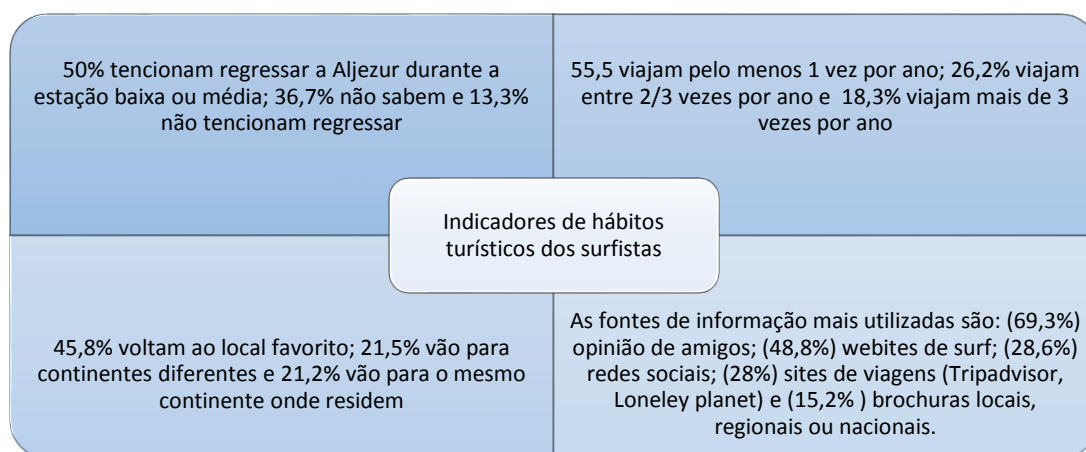 50% tencionam regressar a Aljezur durante a
estação baixa ou média; 36,7% não sabem e 13,3%
não tencionam regressar
55,5 viajam pelo menos 1 vez por ano; 26,2% viajam
entre 2/3 vezes por ano e 18,3% viajam mais de 3
vezes por ano
Indicadores de hábitos
turísticos dos surfistas
45,8% voltam ao local favorito; 21,5% vão para
continentes diferentes e 21,2% vão para o mesmo
continente onde residem
As fontes de informação mais utilizadas são: (69,3%)
opinião de amigos; (48,8%) webites de surf; (28,6%)
redes sociais; (28%) sites de viagens (Tripadvisor,
Loneley planet) e (15,2% ) brochuras locais,
regionais ou nacionais.